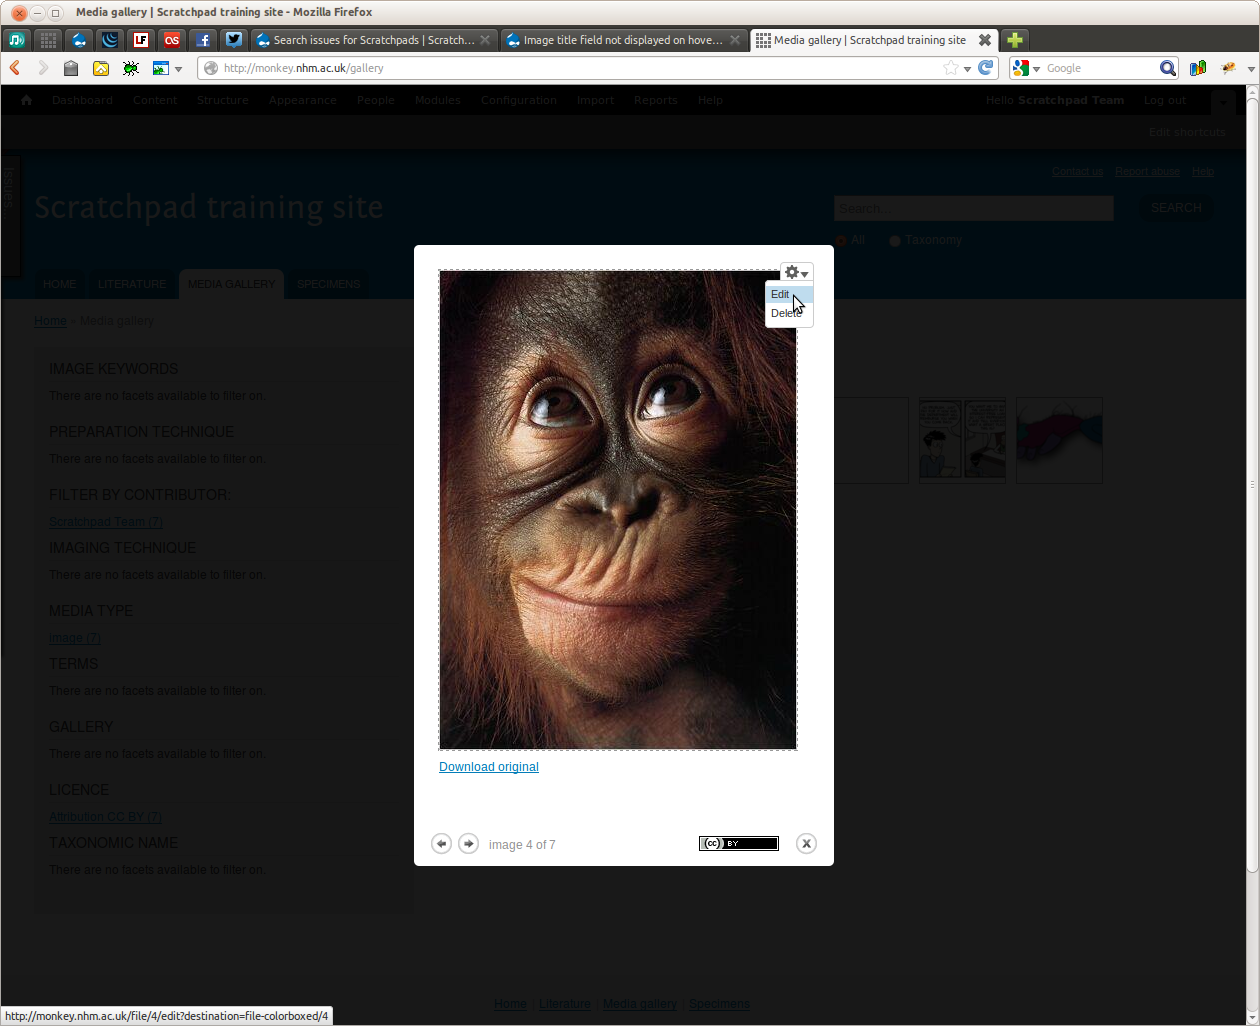 Media gallery | Scratchpad training site - Mozilla Firefox
Search issues for Scratchpads | Scratch...
Image title field not displayed on hove...
Media gallery | Scratchpad training site
http://monkey.nhm.ac.uk/gallery
Google
Dashboard Content Structure Appearance People Modules Configuration Import Reports Help
Hello Scratchpad Team Log out
Edit shortcuts
Issues
Contact us Report abuse Help
Scratchpad training site
Search...
SEARCH
All Taxonomy
HOME LITERATURE MEDIA GALLERY SPECIMENS
Home » Media gallery
Edit
Delete
IMAGE KEYWORDS
There are no facets available to filter on.
PREPARATION TECHNIQUE
There are no facets available to filter on.
FILTER BY CONTRIBUTOR:
Scratchpad Team (7)
IMAGING TECHNIQUE
There are no facets available to filter on.
MEDIA TYPE
image (7)
TERMS
There are no facets available to filter on.
GALLERY
There are no facets available to filter on.
LICENCE
Attribution CC BY (7)
TAXONOMIC NAME
There are no facets available to filter on.
Download original
image 4 of 7
cc BY
Home | Literature | Media gallery | Specimens
http://monkey.nhm.ac.uk/file/4/edit?destination=file-colorboxed/4